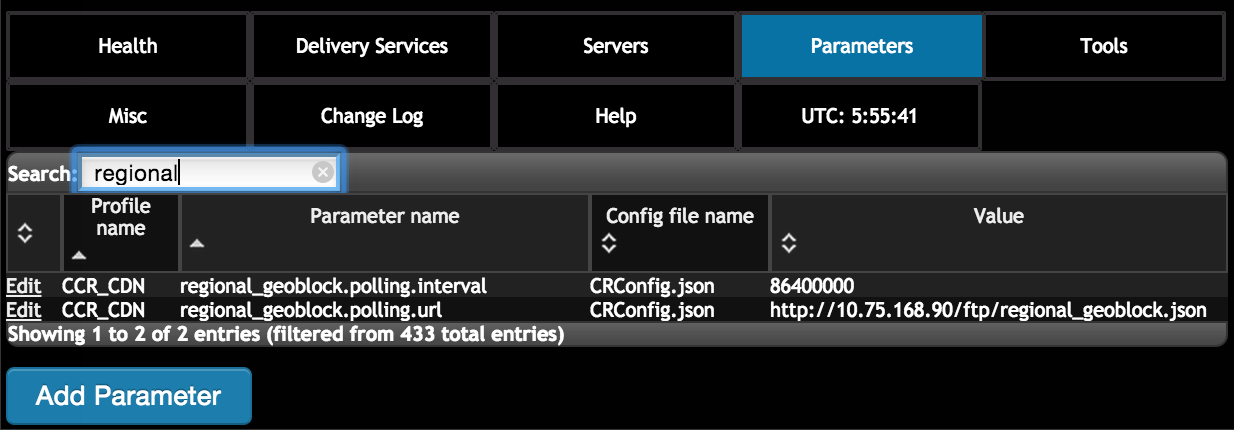 Health Delivery Services Servers Parameters Tools
Misc Change Log Help UTC: 5:55:41
Search: regional
Profile name Parameter name Config file name Value
Edit CCR_CDN regional_geoblock.polling.interval CRConfig.json 86400000
Edit CCR_CDN regional_geoblock.polling.url CRConfig.json http://10.75.168.90/ftp/regional_geoblock.json
Showing 1 to 2 of 2 entries (filtered from 433 total entries)
Add Parameter